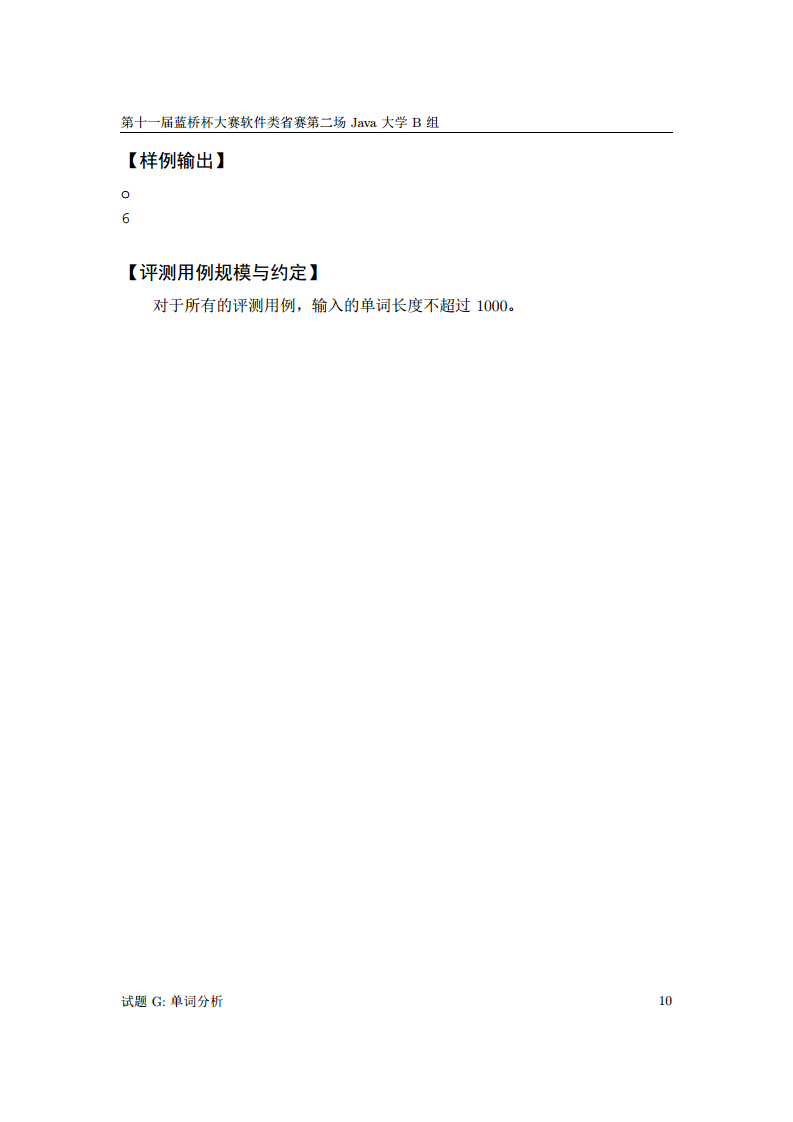 第十一届蓝桥杯大赛软件类省赛第二场 Java 大学 B 组
【样例输出】
o
6
【评测用例规模与约定】
对于所有的评测用例，输入的单词长度不超过 1000。
试题 G: 单词分析 10